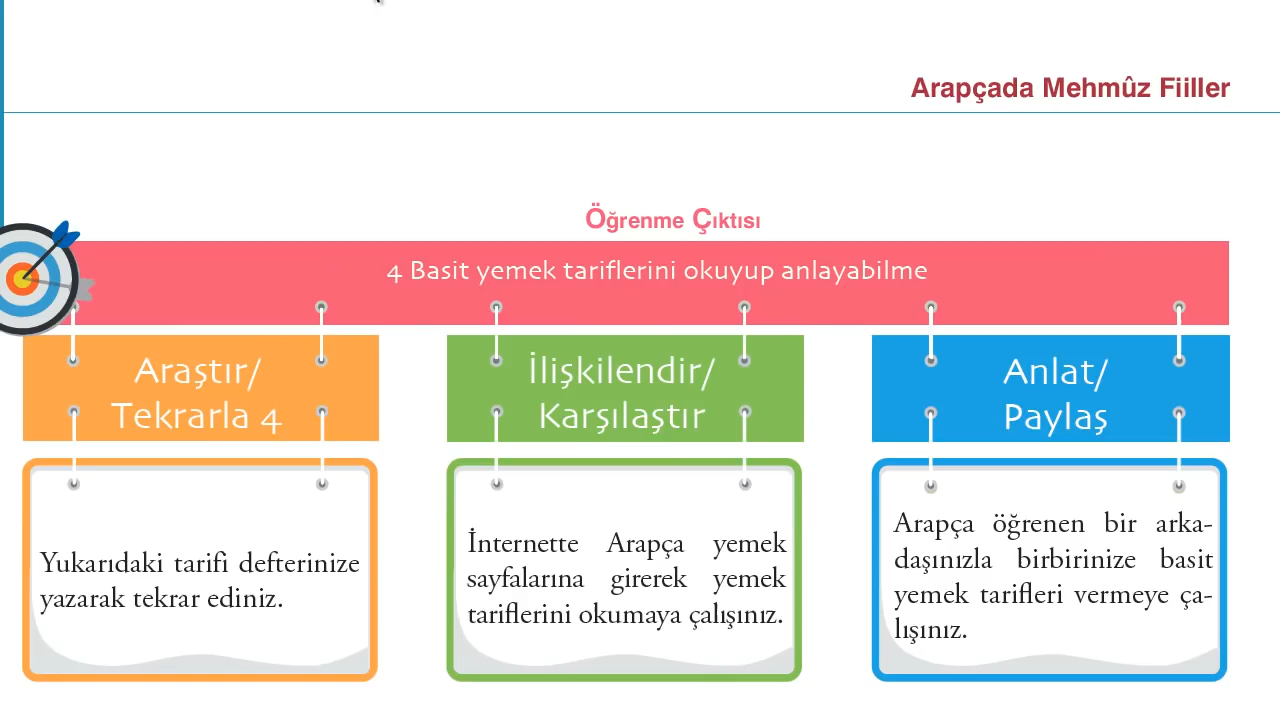 Arapçada Mehmûz Fiiller
Öğrenme Çıktısı
4 Basit yemek tariflerini okuyup anlayabilme
Araştır/
Tekrarla 4
Yukarıdaki tarifi defterinize
yazarak tekrar ediniz.
İlişkilendir/
Karşılaştır
İnternette Arapça yemek
sayfalarına girerek yemek
tariflerini okumaya çalışınız.
Anlat/
Paylaş
Arapça öğrenen bir arka-
daşınızla birbirinize basit
yemek tarifleri vermeye ça-
lışınız.